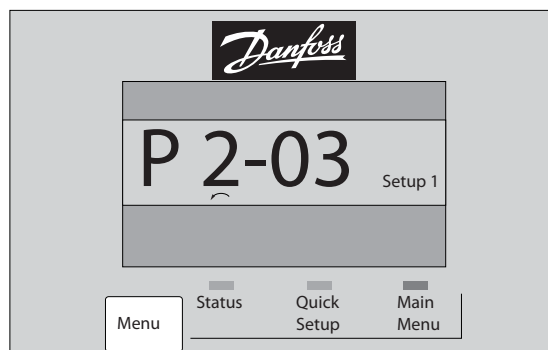 Danfoss
P 2-03
Setup 1
Status
Quick Setup
Main Menu
Menu